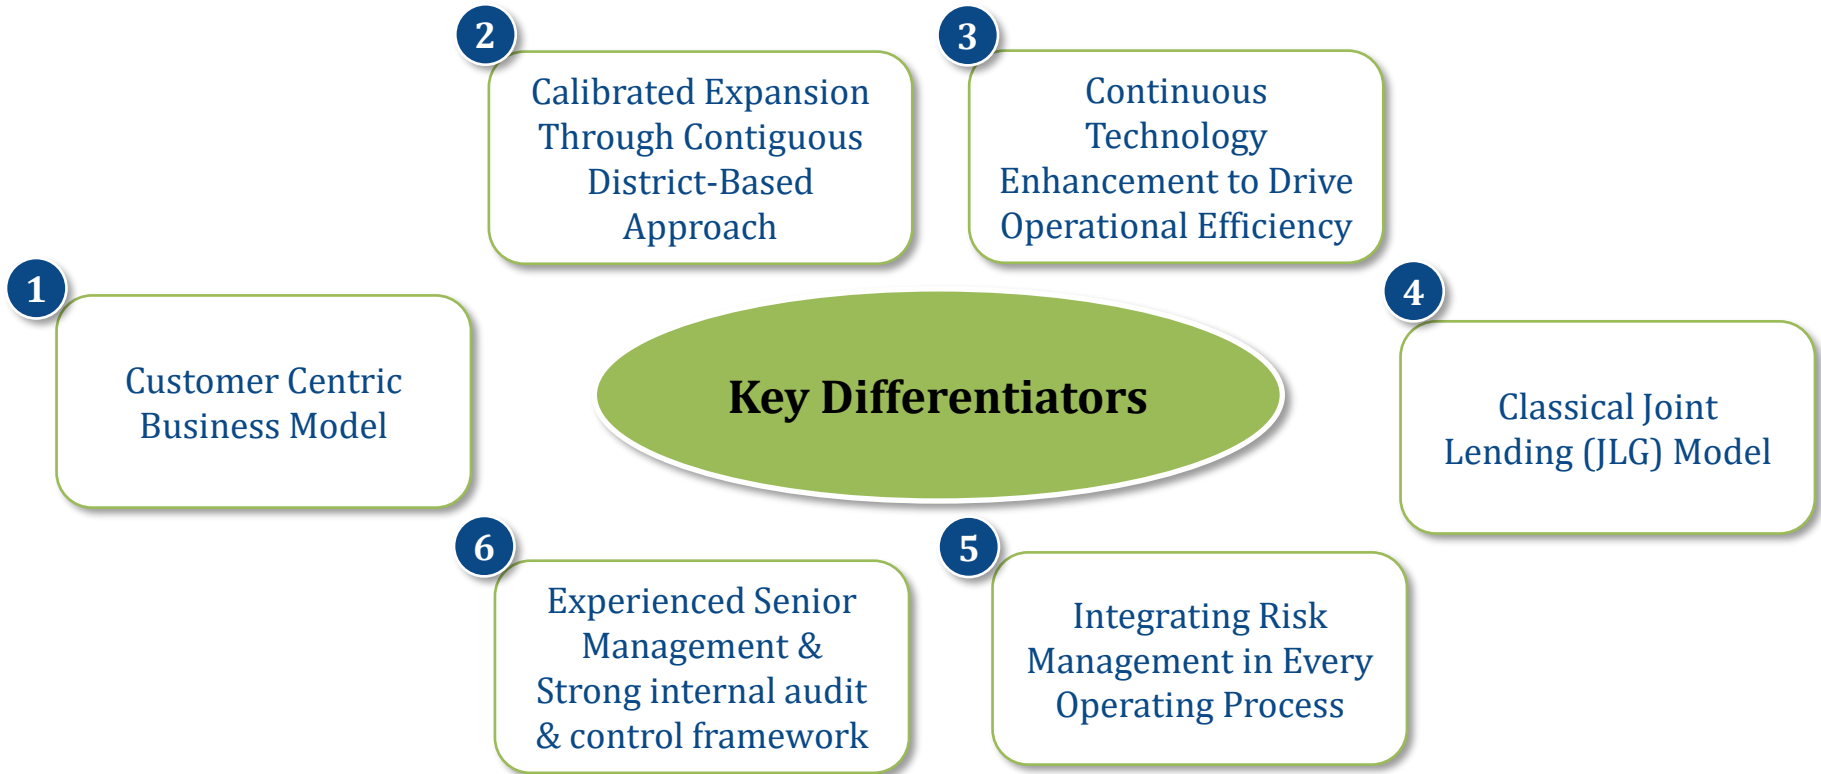 1
Customer Centric
Business Model
2
Calibrated Expansion
Through Contiguous
District-Based
Approach
3
Continuous
Technology
Enhancement to Drive
Operational Efficiency
4
Classical Joint
Lending (JLG) Model
Key Differentiators
5
Integrating Risk
Management in Every
Operating Process
6
Experienced Senior
Management &
Strong internal audit
& control framework